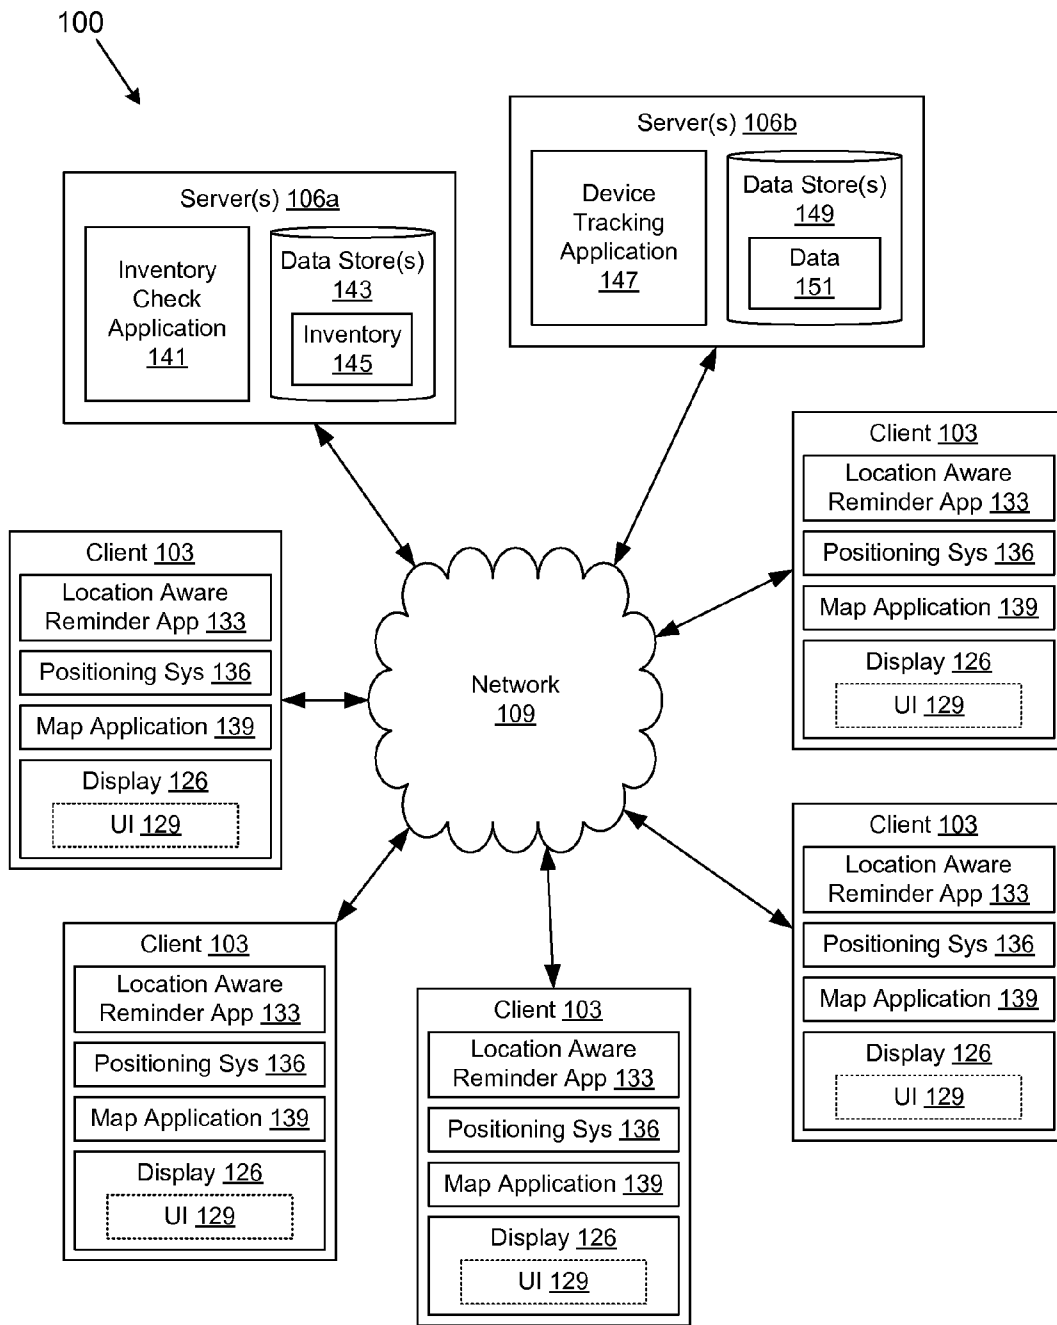 100
Server(s) 106b
Device
Tracking
Application
147
Data Store(s)
149
Data
151
Server(s) 106a
Inventory
Check
Application
141
Data Store(s)
143
Inventory
145
Client 103
Location Aware
Reminder App 133
Positioning Sys 136
Map Application 139
Display 126
UI 129
Client 103
Location Aware
Reminder App 133
Positioning Sys 136
Map Application 139
Display 126
UI 129
Network
109
Client 103
Location Aware
Reminder App 133
Positioning Sys 136
Map Application 139
Display 126
UI 129
Client 103
Location Aware
Reminder App 133
Positioning Sys 136
Map Application 139
Display 126
UI 129
Client 103
Location Aware
Reminder App 133
Positioning Sys 136
Map Application 139
Display 126
UI 129